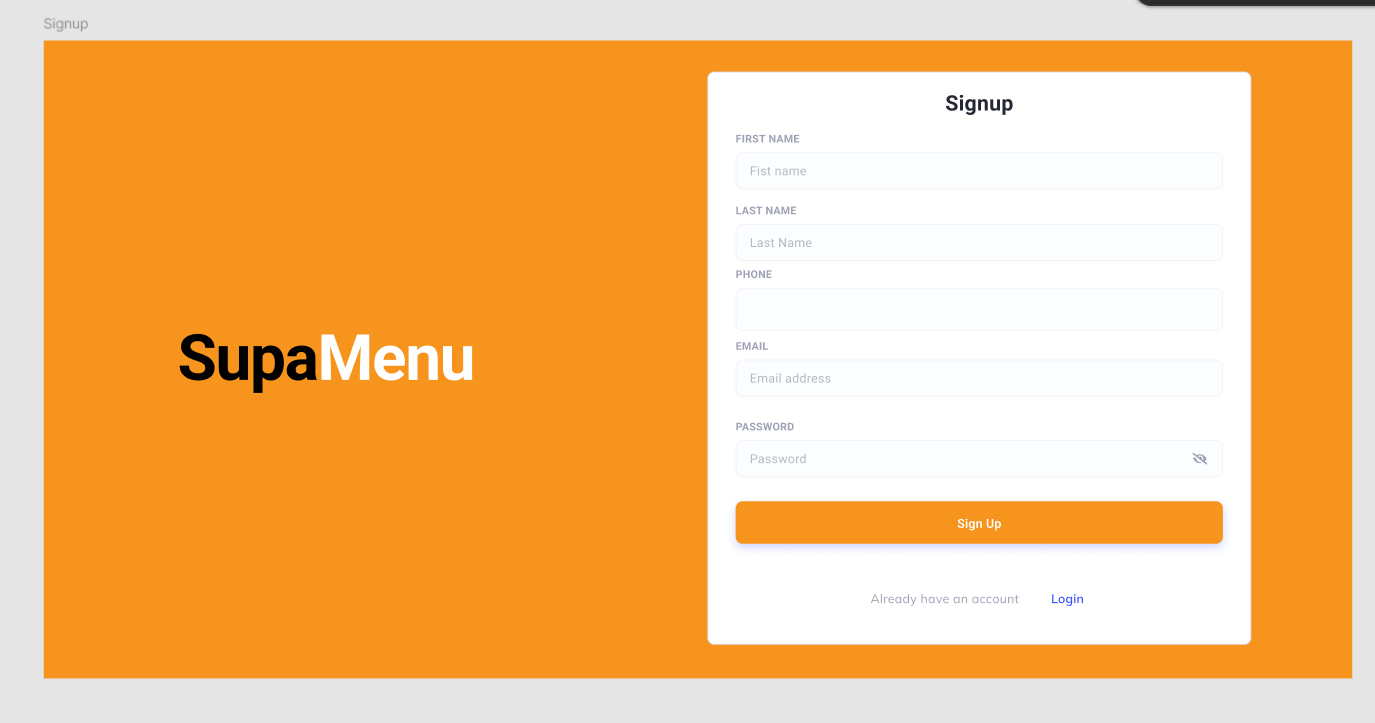 Signup
SupaMenu
Signup
FIRST NAME
Fist name
LAST NAME
Last Name
PHONE
EMAIL
Email address
PASSWORD
Password
Sign Up
Already have an account Login